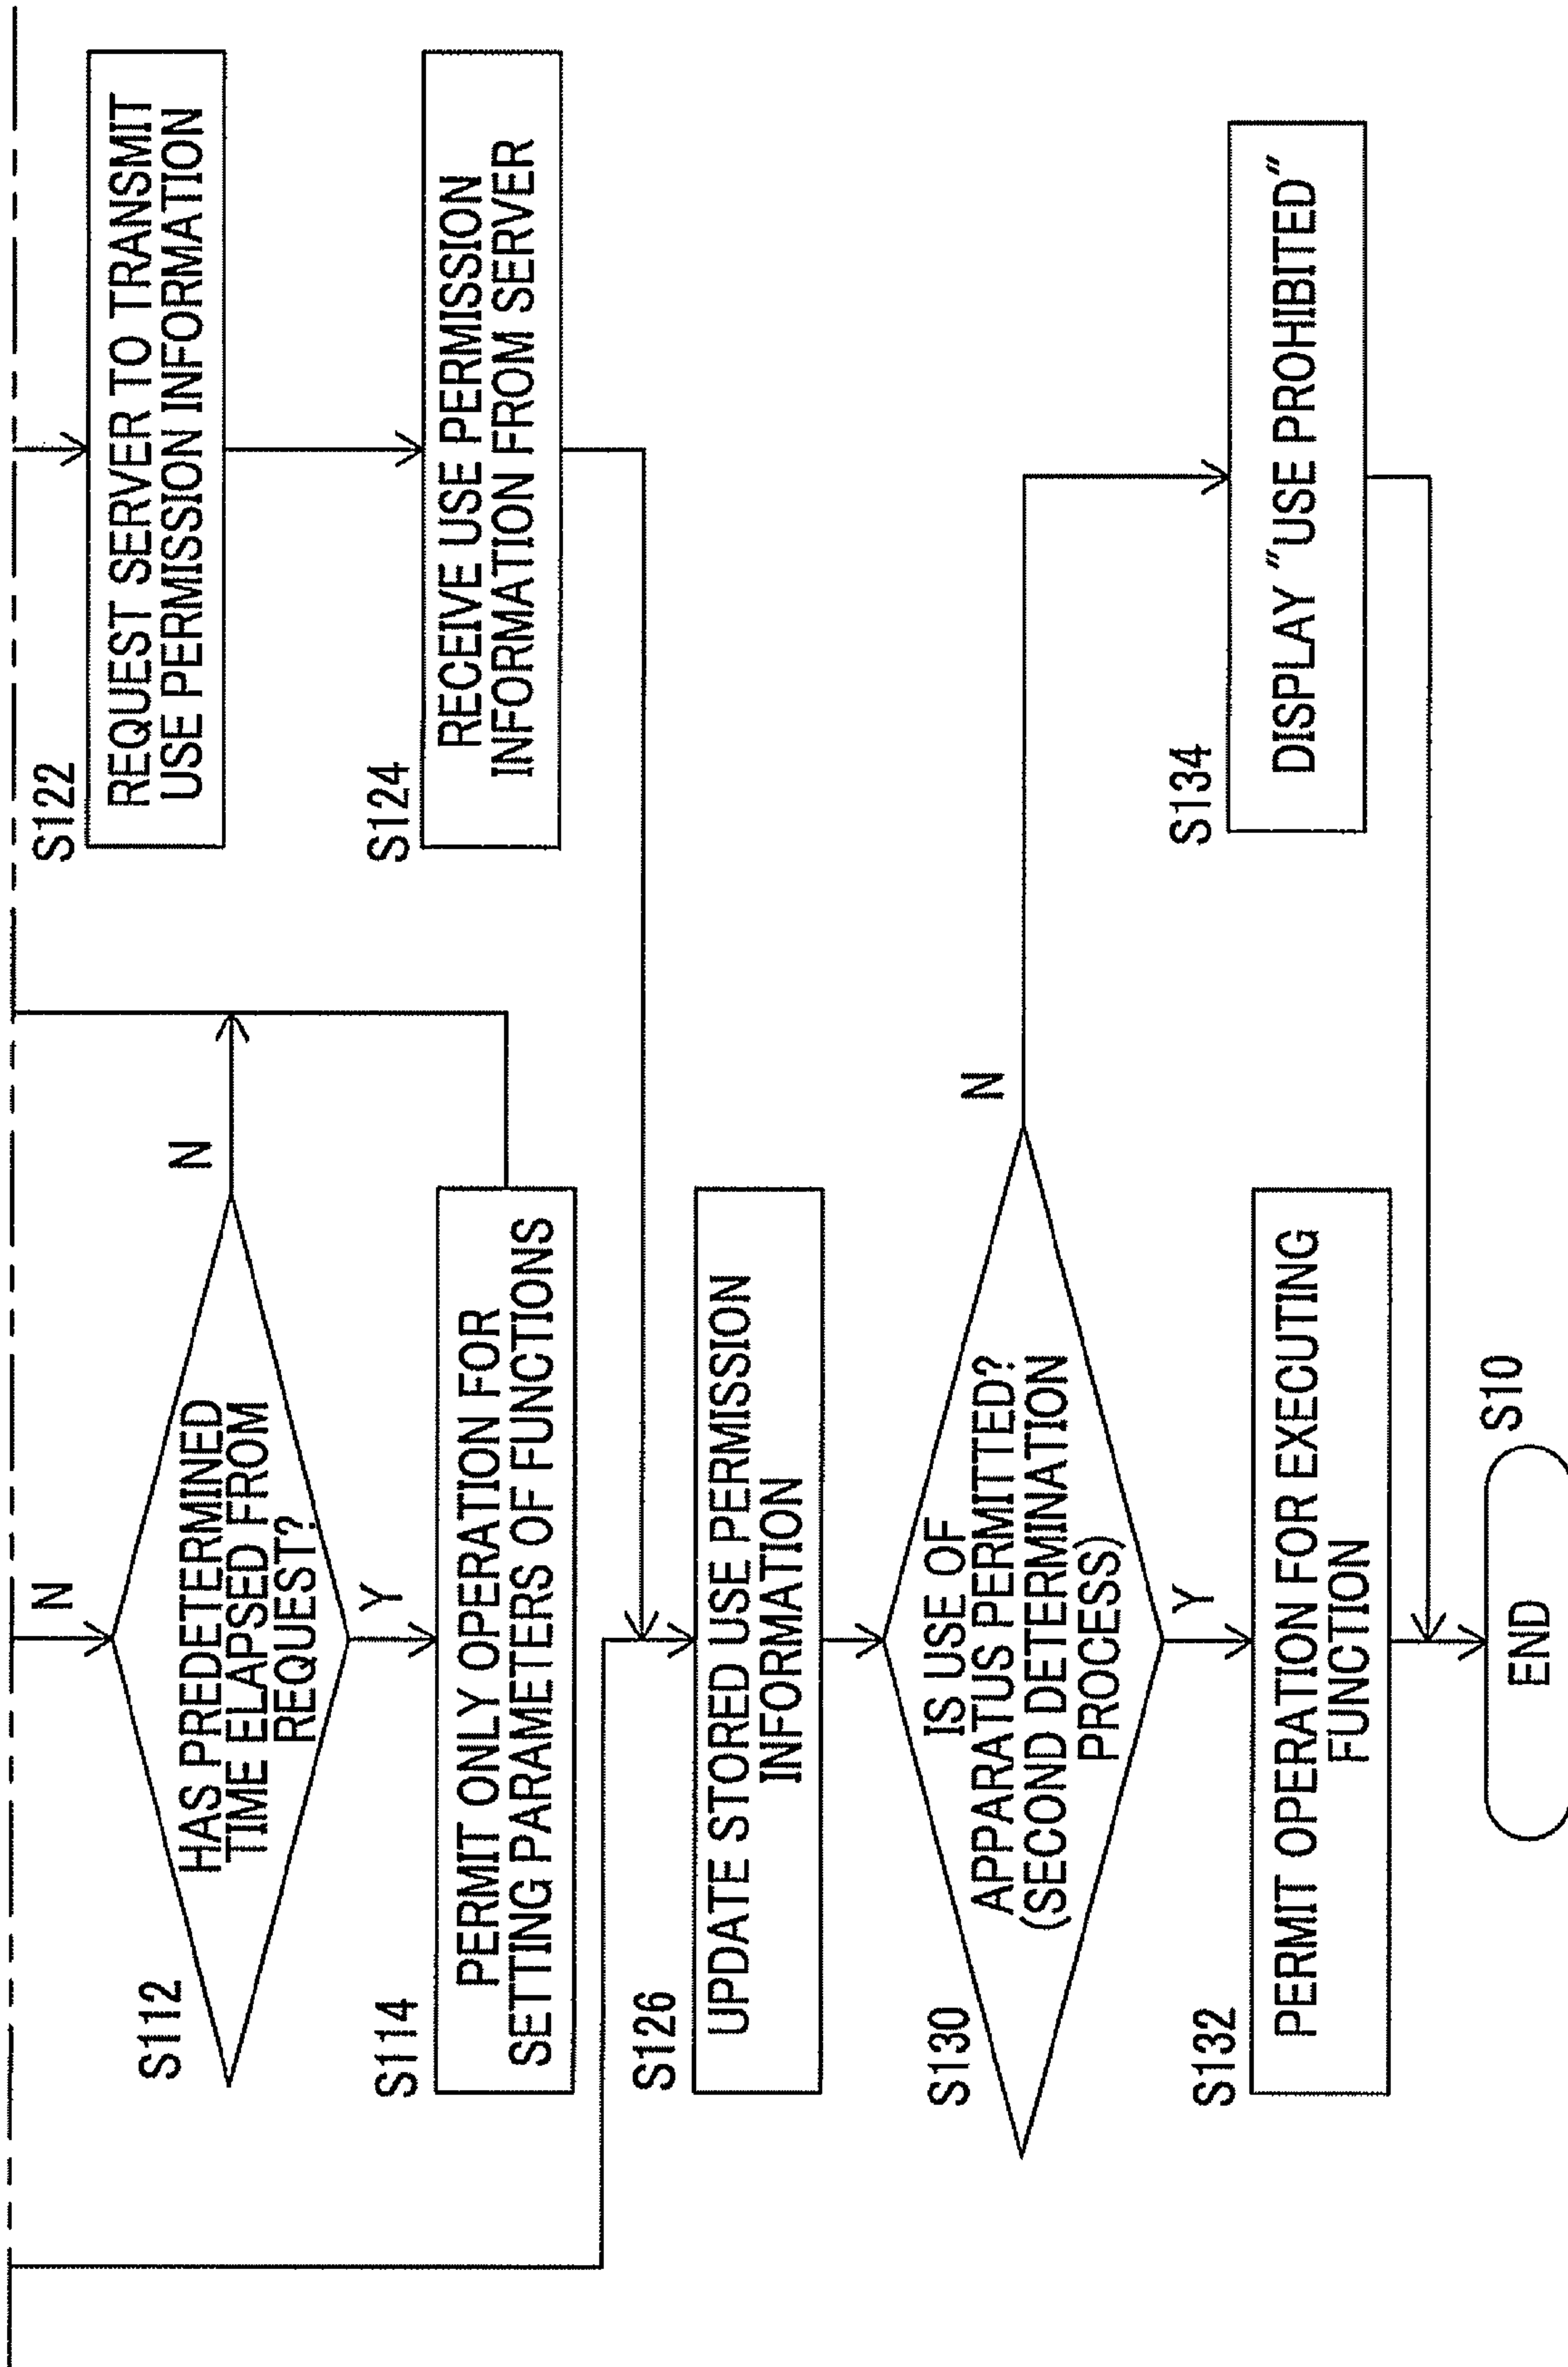 N
S112
HAS PREDETERMINED
TIME ELAPSED FROM
REQUEST?
N
Y
S114
PERMIT ONLY OPERATION FOR
SETTING PARAMETERS OF FUNCTIONS
S122
REQUEST SERVER TO TRANSMIT
USE PERMISSION INFORMATION
S124
RECEIVE USE PERMISSION
INFORMATION FROM SERVER
S126
UPDATE STORED USE PERMISSION
INFORMATION
S130
IS USE OF
APPARATUS PERMITTED?
(SECOND DETERMINATION
PROCESS)
N
Y
S132
PERMIT OPERATION FOR EXECUTING
FUNCTION
S134
DISPLAY "USE PROHIBITED"
S10
END